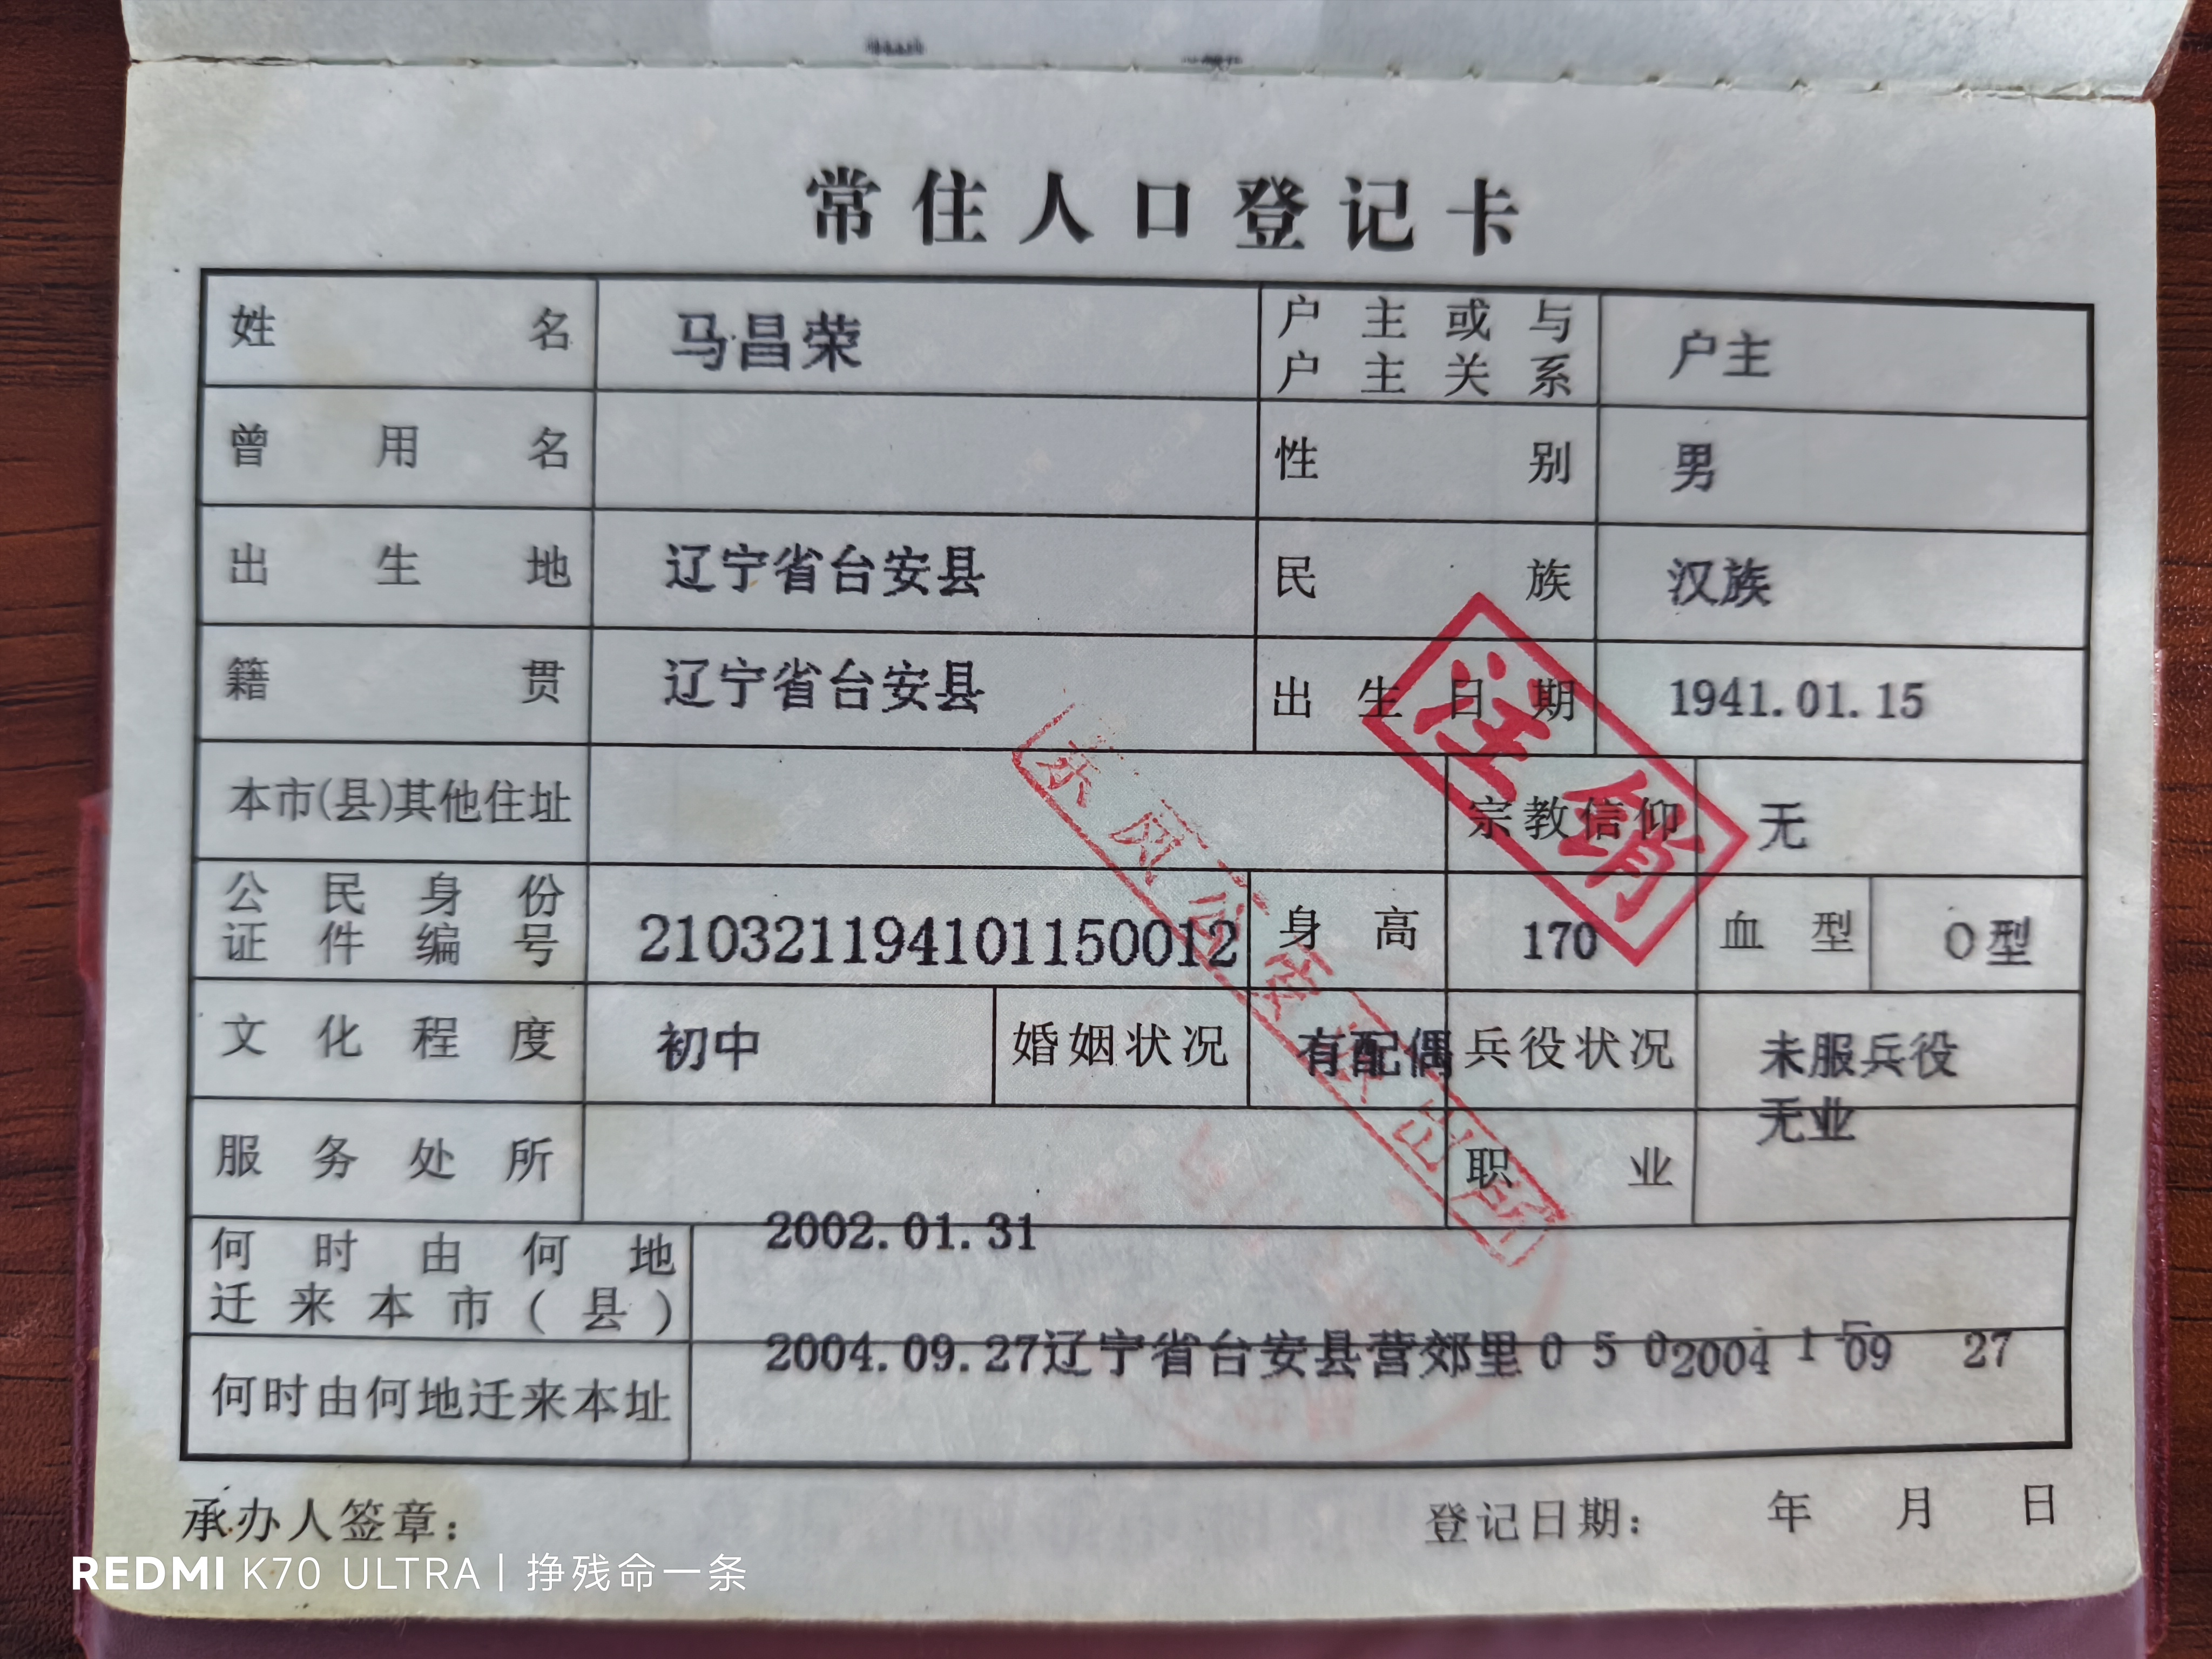 常住人口登记卡
姓名 马昌荣 户主或与户主关系 户主
曾用名 性别 男
出生地 辽宁省台安县 民族 汉族
籍贯 辽宁省台安县 出生日期 1941.01.15
本市(县)其他住址 宗教信仰 无
公民身份证件编号 210321194101150012 身高 170 血型 O型
文化程度 初中 婚姻状况 有配偶 兵役状况 未服兵役
服务处所 职业 无业
何时由何地迁来本市(县) 2002.01.31
何时由何地迁来本址 2004.09.27辽宁省台安县营郊里0 5 0 2004 1 09 27
承办人签章: 登记日期: 年 月 日
注销
东风公安派出所
REDMI K70 ULTRA | 挣残命一条